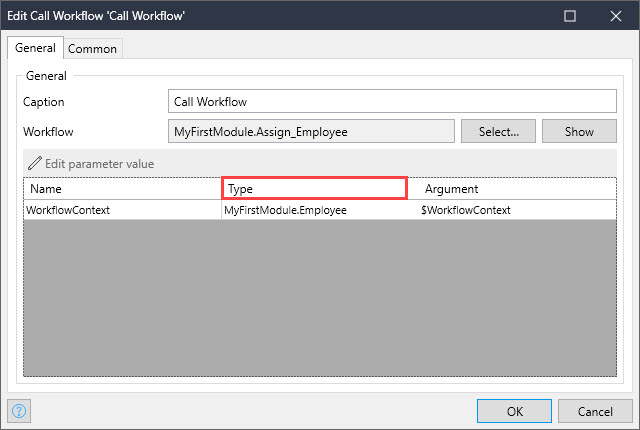 Edit Call Workflow 'Call Workflow'
General Common
General
Caption Call Workflow
Workflow MyFirstModule.Assign_Employee Select... Show
Edit parameter value
Name Type Argument
WorkflowContext MyFirstModule.Employee $WorkflowContext
? OK Cancel